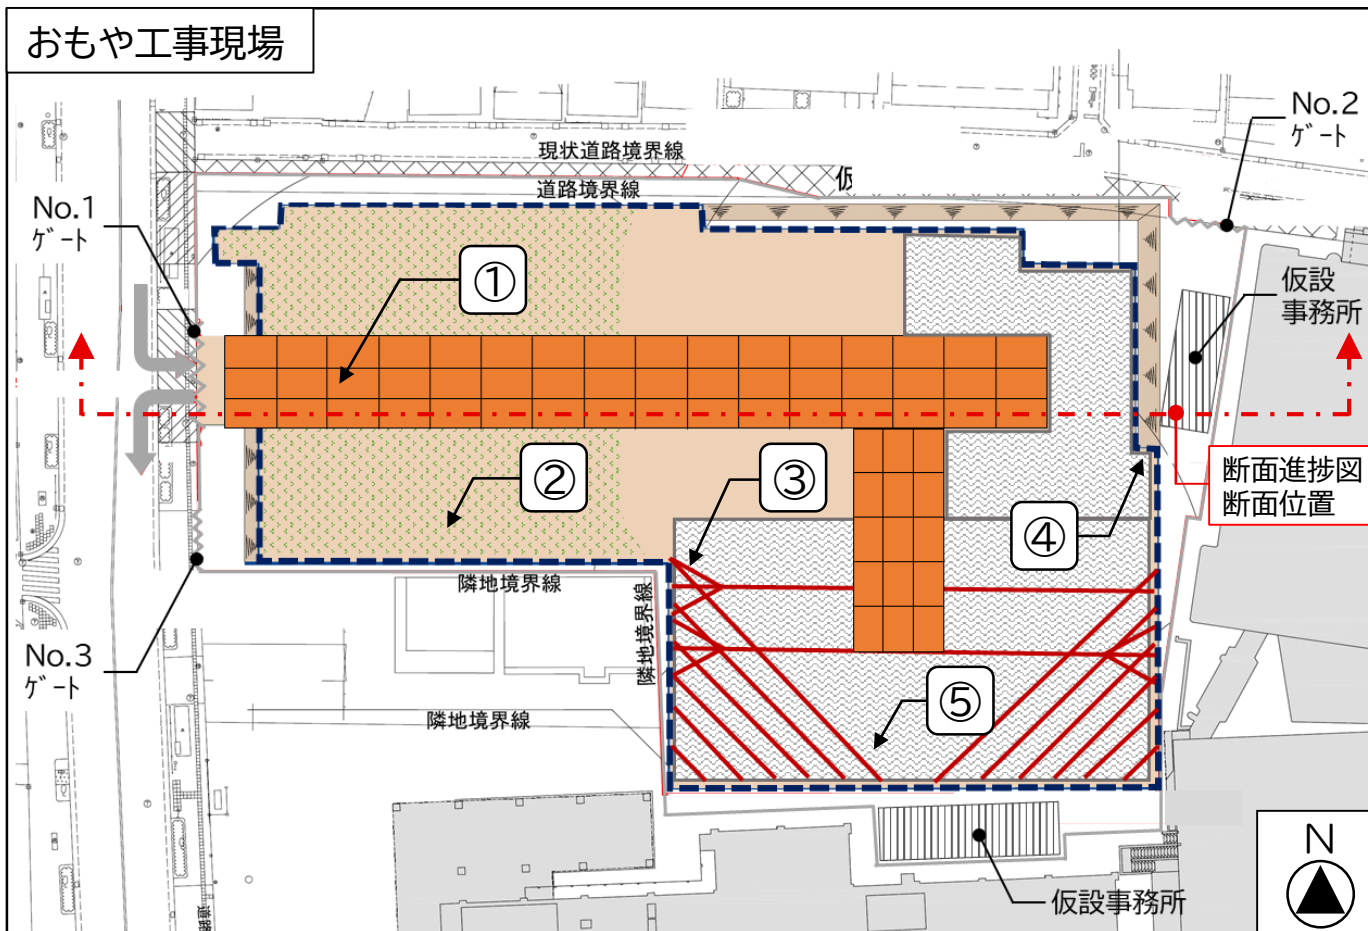 おもや工事現場
No.2
ゲート
現状道路境界線
仮
道路境界線
No.1
ゲート
①
仮設
事務所
②
③
④
断面進捗図
断面位置
隣地境界線
隣地境界線
No.3
ゲート
⑤
隣地境界線
N
仮設事務所
道路